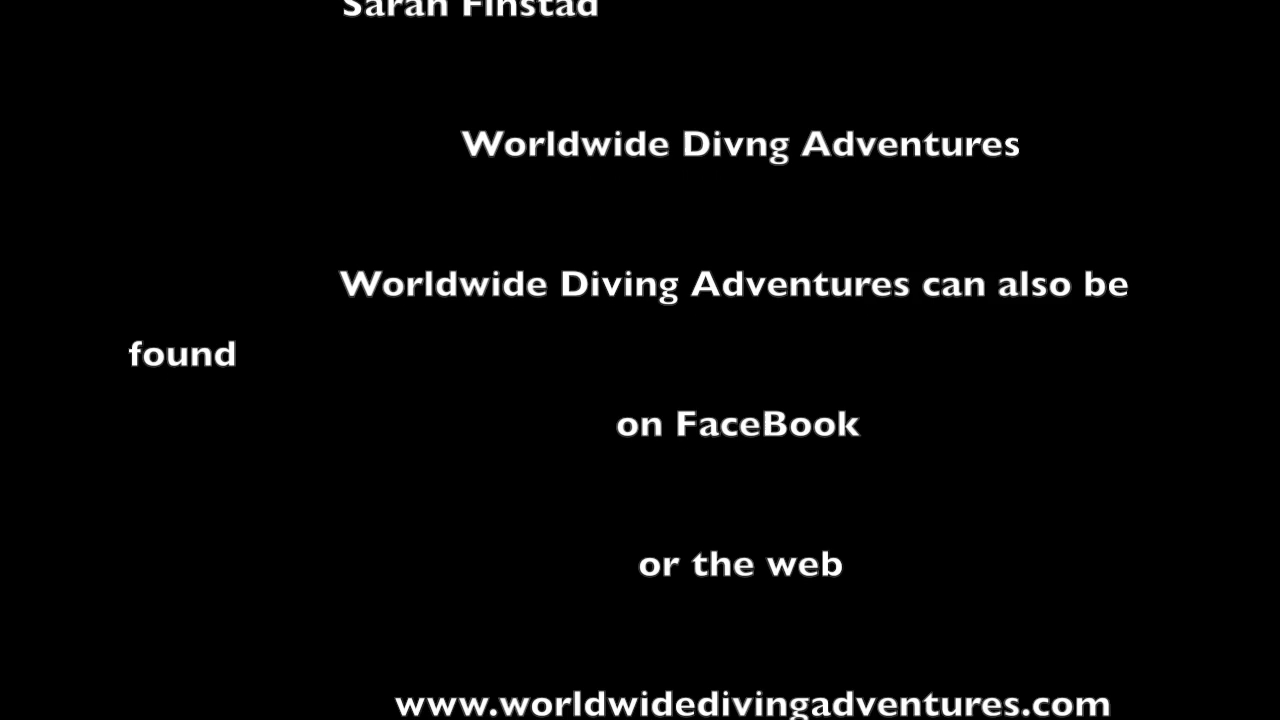 Sarah Finstad
Worldwide Divng Adventures
Worldwide Diving Adventures can also be
found
on FaceBook
or the web
www.worldwidedivingadventures.com